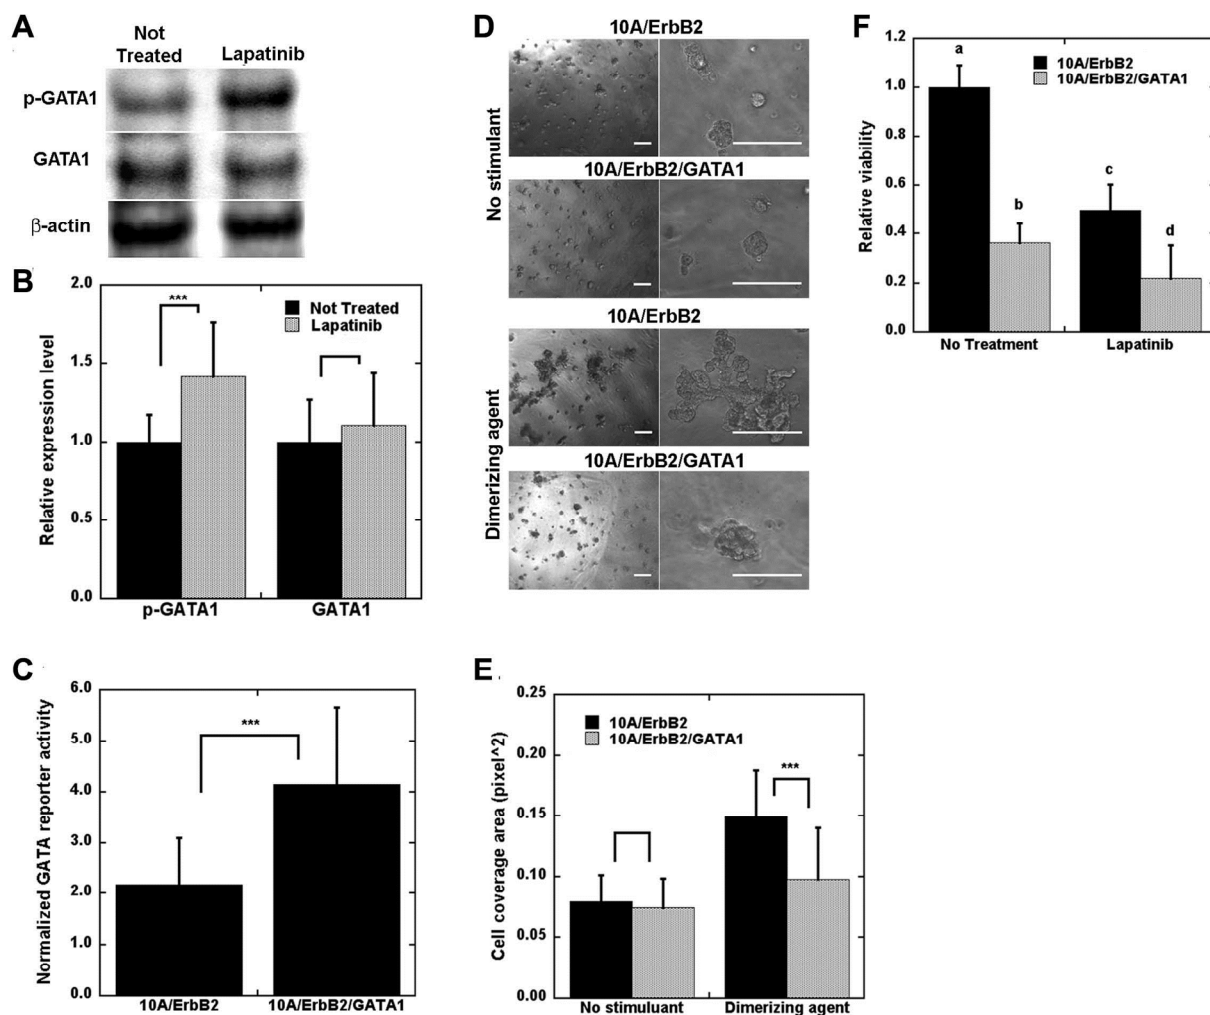 A
Not
Treated
Lapatinib
p-GATA1
GATA1
β-actin
B
2.0
1.5
1.0
0.5
0.0
Relative expression level
***
Not Treated
Lapatinib
p-GATA1
GATA1
C
6.0
5.0
4.0
3.0
2.0
1.0
0.0
Normalized GATA reporter activity
***
10A/ErbB2
10A/ErbB2/GATA1
D
No stimulant
10A/ErbB2
10A/ErbB2/GATA1
Dimerizing agent
10A/ErbB2
10A/ErbB2/GATA1
E
0.25
0.20
0.15
0.10
0.05
0.00
Cell coverage area (pixel^2)
10A/ErbB2
10A/ErbB2/GATA1
***
No stimuluant
Dimerizing agent
F
1.2
1.0
0.8
0.6
0.4
0.2
0.0
Relative viability
10A/ErbB2
10A/ErbB2/GATA1
a
b
c
d
No Treatment
Lapatinib